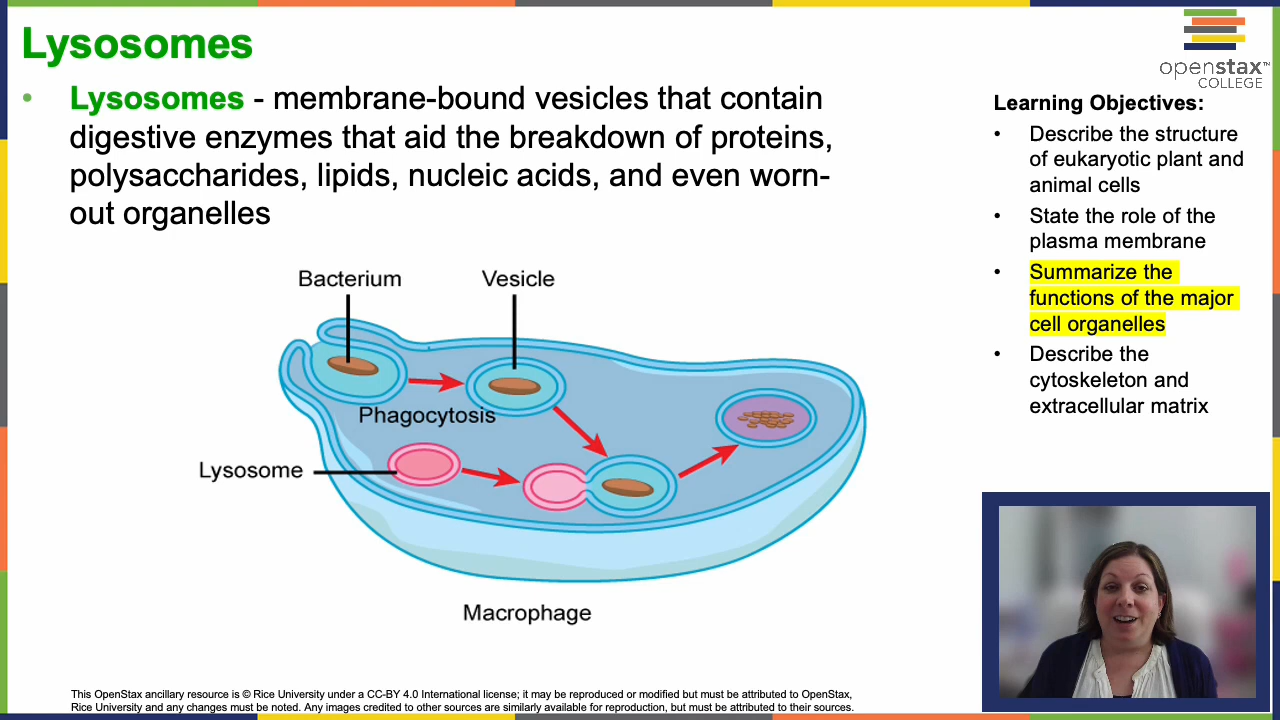 Lysosomes
• Lysosomes - membrane-bound vesicles that contain
digestive enzymes that aid the breakdown of proteins,
polysaccharides, lipids, nucleic acids, and even worn-
out organelles
Bacterium
Vesicle
Phagocytosis
Lysosome
Macrophage
openstax™
COLLEGE
Learning Objectives:
• Describe the structure
of eukaryotic plant and
animal cells
• State the role of the
plasma membrane
• Summarize the
functions of the major
cell organelles
• Describe the
cytoskeleton and
extracellular matrix
This OpenStax ancillary resource is © Rice University under a CC-BY 4.0 International license; it may be reproduced or modified but must be attributed to OpenStax,
Rice University and any changes must be noted. Any images credited to other sources are similarly available for reproduction, but must be attributed to their sources.